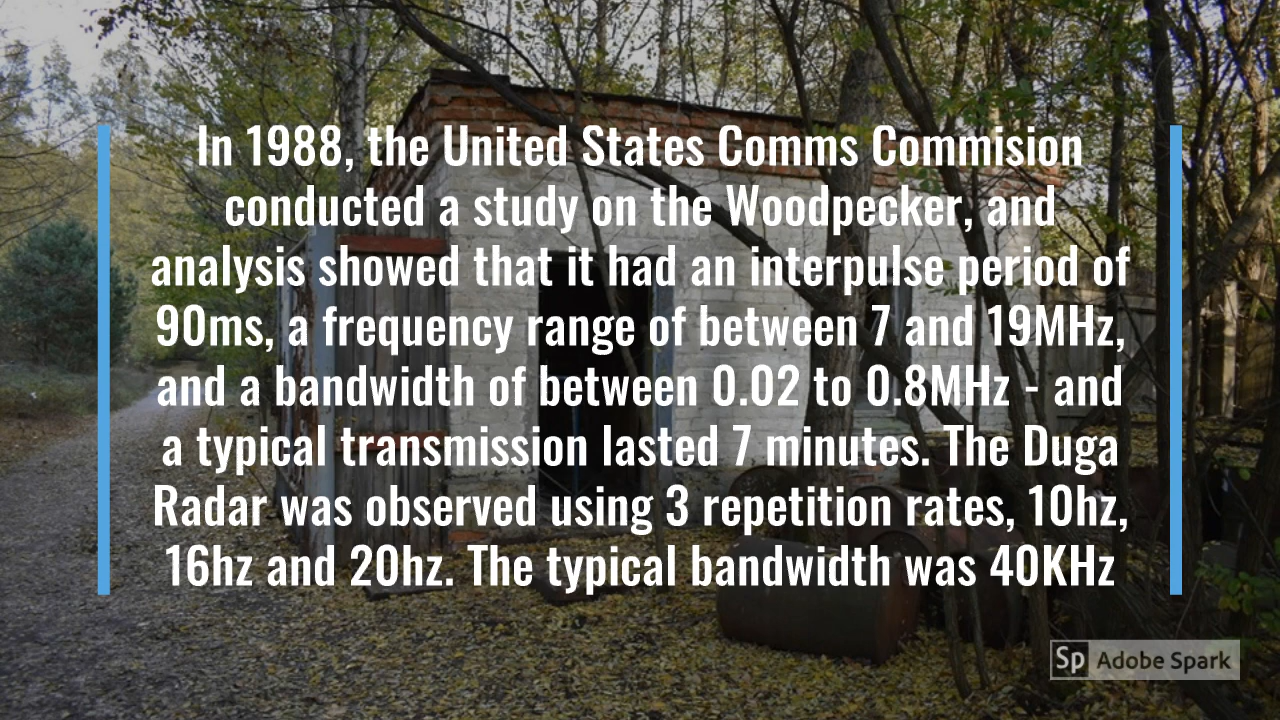 In 1988, the United States Comms Commision
conducted a study on the Woodpecker, and
analysis showed that it had an interpulse period of
90ms, a frequency range of between 7 and 19MHz,
and a bandwidth of between 0.02 to 0.8MHz - and
a typical transmission lasted 7 minutes. The Duga
Radar was observed using 3 repetition rates, 10hz,
16hz and 20hz. The typical bandwidth was 40KHz
Sp Adobe Spark